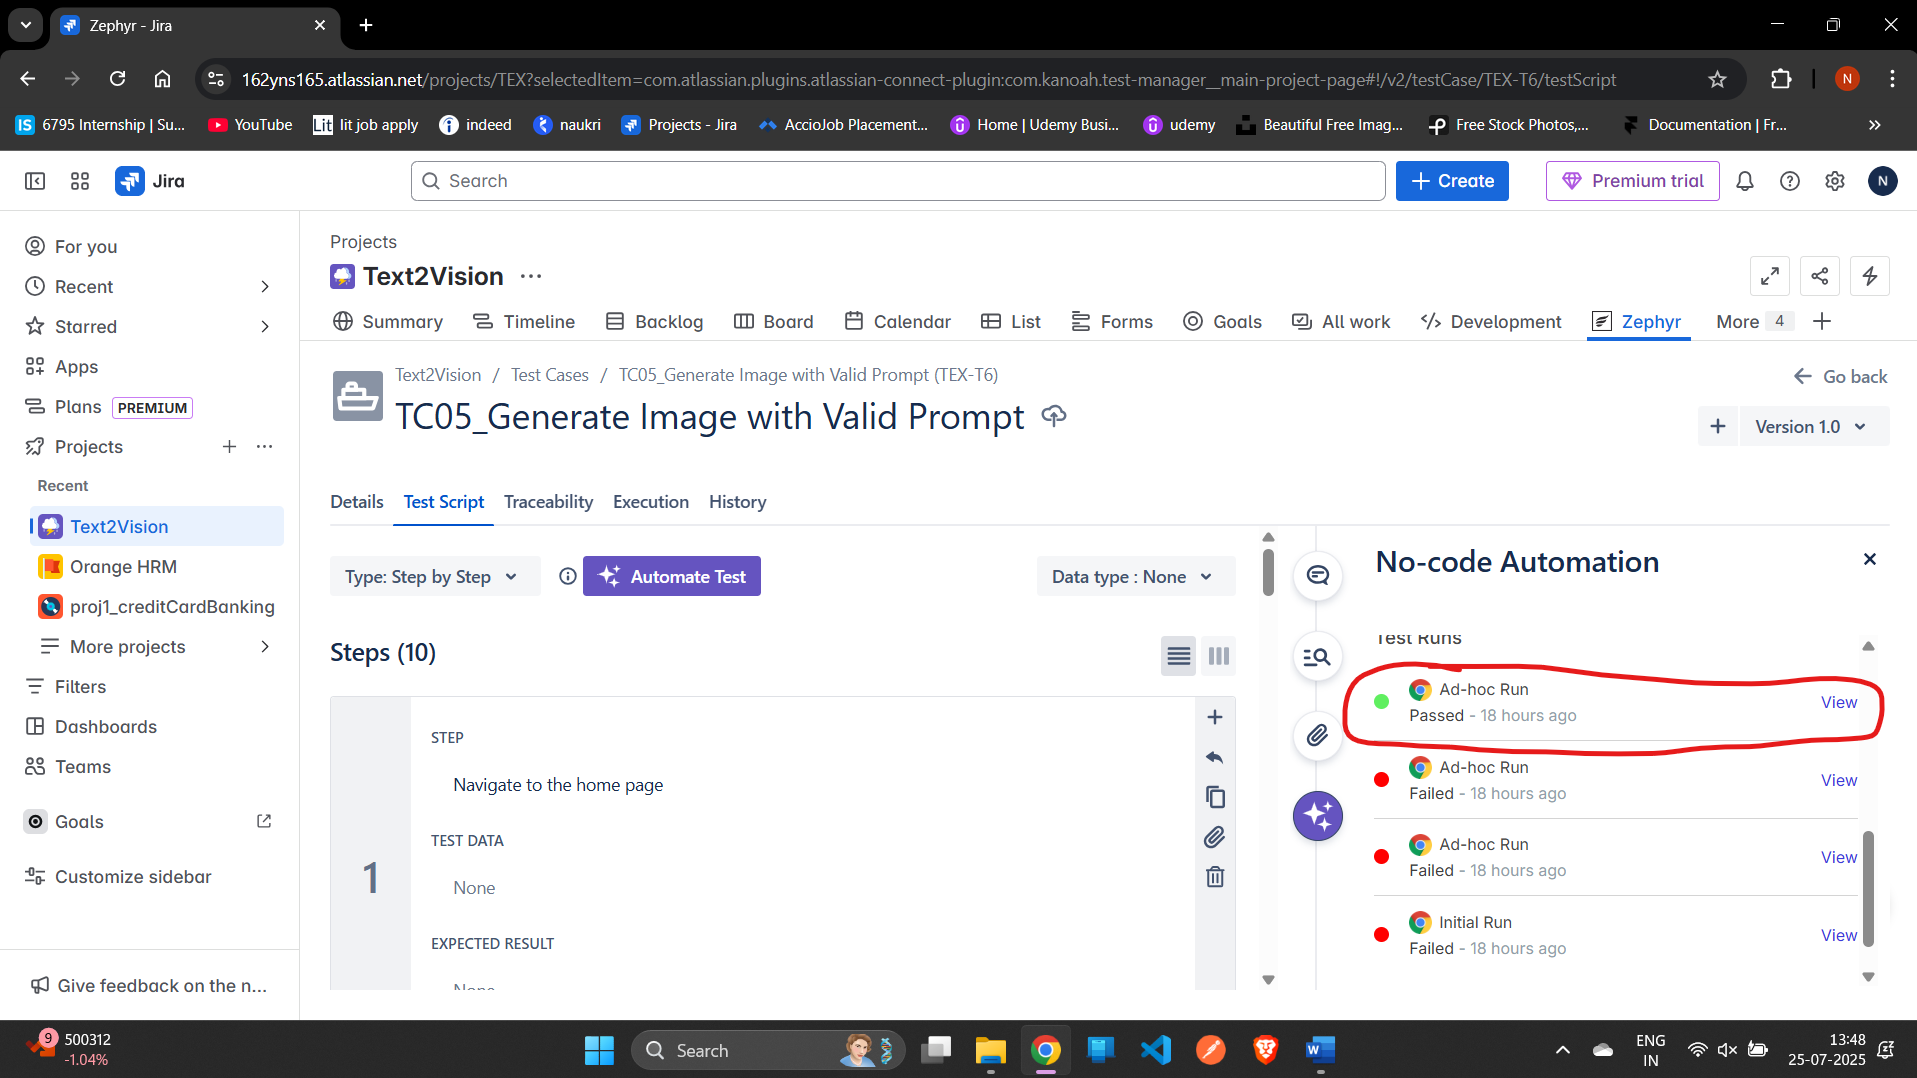 Zephyr - Jira
162yns165.atlassian.net/projects/TEX?selectedItem=com.atlassian.plugins.atlassian-connect-plugin:com.kanoah.test-manager__main-project-page#!/v2/testCase/TEX-T6/testScript
N
IS 6795 Internship | Su...
YouTube
Lit lit job apply
indeed
naukri
Projects - Jira
AccioJob Placement...
Home | Udemy Busi...
udemy
Beautiful Free Imag...
Free Stock Photos,...
Documentation | Fr...
Jira
Search
Create
Premium trial
N
For you
Recent
Starred
Apps
Plans PREMIUM
Projects
Recent
Text2Vision
Orange HRM
proj1_creditCardBanking
More projects
Filters
Dashboards
Teams
Goals
Customize sidebar
Give feedback on the n...
Projects
Text2Vision
Summary
Timeline
Backlog
Board
Calendar
List
Forms
Goals
All work
Development
Zephyr
More 4
Text2Vision / Test Cases / TC05_Generate Image with Valid Prompt (TEX-T6)
Go back
TC05_Generate Image with Valid Prompt
Version 1.0
Details
Test Script
Traceability
Execution
History
Type: Step by Step
Automate Test
Data type : None
Steps (10)
1
STEP
Navigate to the home page
TEST DATA
None
EXPECTED RESULT
None
No-code Automation
Test Runs
Ad-hoc Run
Passed - 18 hours ago
View
Ad-hoc Run
Failed - 18 hours ago
View
Ad-hoc Run
Failed - 18 hours ago
View
Initial Run
Failed - 18 hours ago
View
9
500312
-1.04%
Search
W
ENG
IN
13:48
25-07-2025